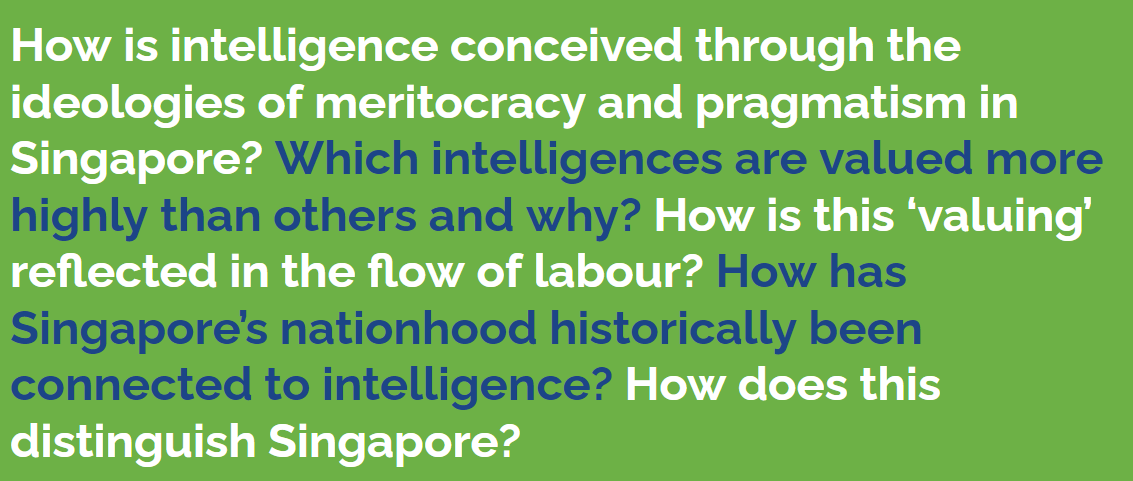 How is intelligence conceived through the
ideologies of meritocracy and pragmatism in
Singapore? Which intelligences are valued more
highly than others and why? How is this ‘valuing’
reflected in the flow of labour? How has
Singapore’s nationhood historically been
connected to intelligence? How does this
distinguish Singapore?